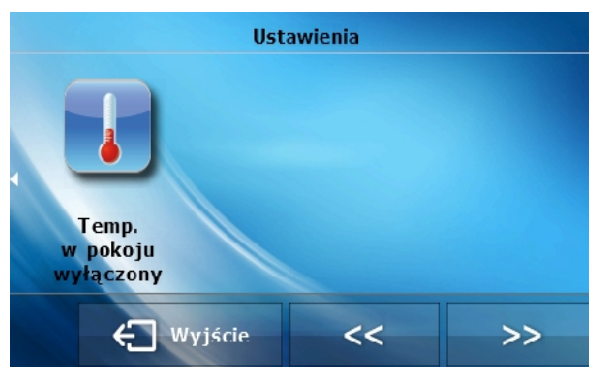 Ustawienia
Temp.
w pokoju
wyłączony
Wyjście
<<
>>